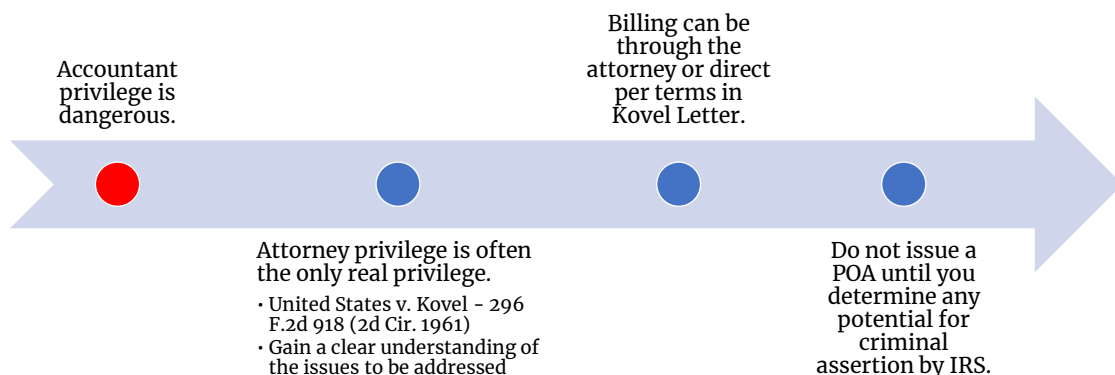 Accountant
privilege is
dangerous.
Attorney privilege is often
the only real privilege.
· United States v. Kovel – 296
F.2d 918 (2d Cir. 1961)
· Gain a clear understanding of
the issues to be addressed
Billing can be
through the
attorney or direct
per terms in
Kovel Letter.
Do not issue a
POA until you
determine any
potential for
criminal
assertion by IRS.